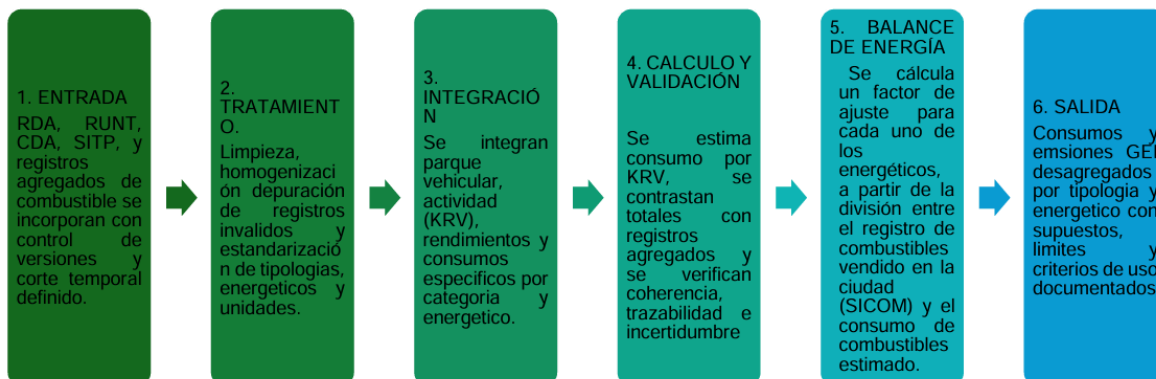 1. ENTRADA
RDA, RUNT,
CDA, SITP, y
registros
agregados de
combustible se
incorporan con
control de
versiones y
corte temporal
definido.
2.
TRATAMIENT
O.
Limpieza,
homogenizaci
ón depuración
de registros
invalidos y
estandarizació
n de tipologias,
energeticos y
unidades.
3.
INTEGRACIÓ
N
Se integran
parque
vehicular,
actividad
(KRV),
rendimientos y
consumos
especificos por
categoria y
energetico.
4. CALCULO Y
VALIDACIÓN
Se estima
consumo por
KRV, se
contrastan
totales con
registros
agregados y
se verifican
coherencia,
trazabilidad e
incertidumbre
5. BALANCE
DE ENERGÍA
Se cálcula
un factor de
ajuste para
cada uno de
los
energéticos,
a partir de la
división entre
el registro de
combustibles
vendido en la
ciudad
(SICOM) y el
consumo de
combustibles
estimado.
6. SALIDA
Consumos y
emsiones GEI
desagregados
por tipologia y
energetico con
supuestos,
limites y
criterios de uso
documentados